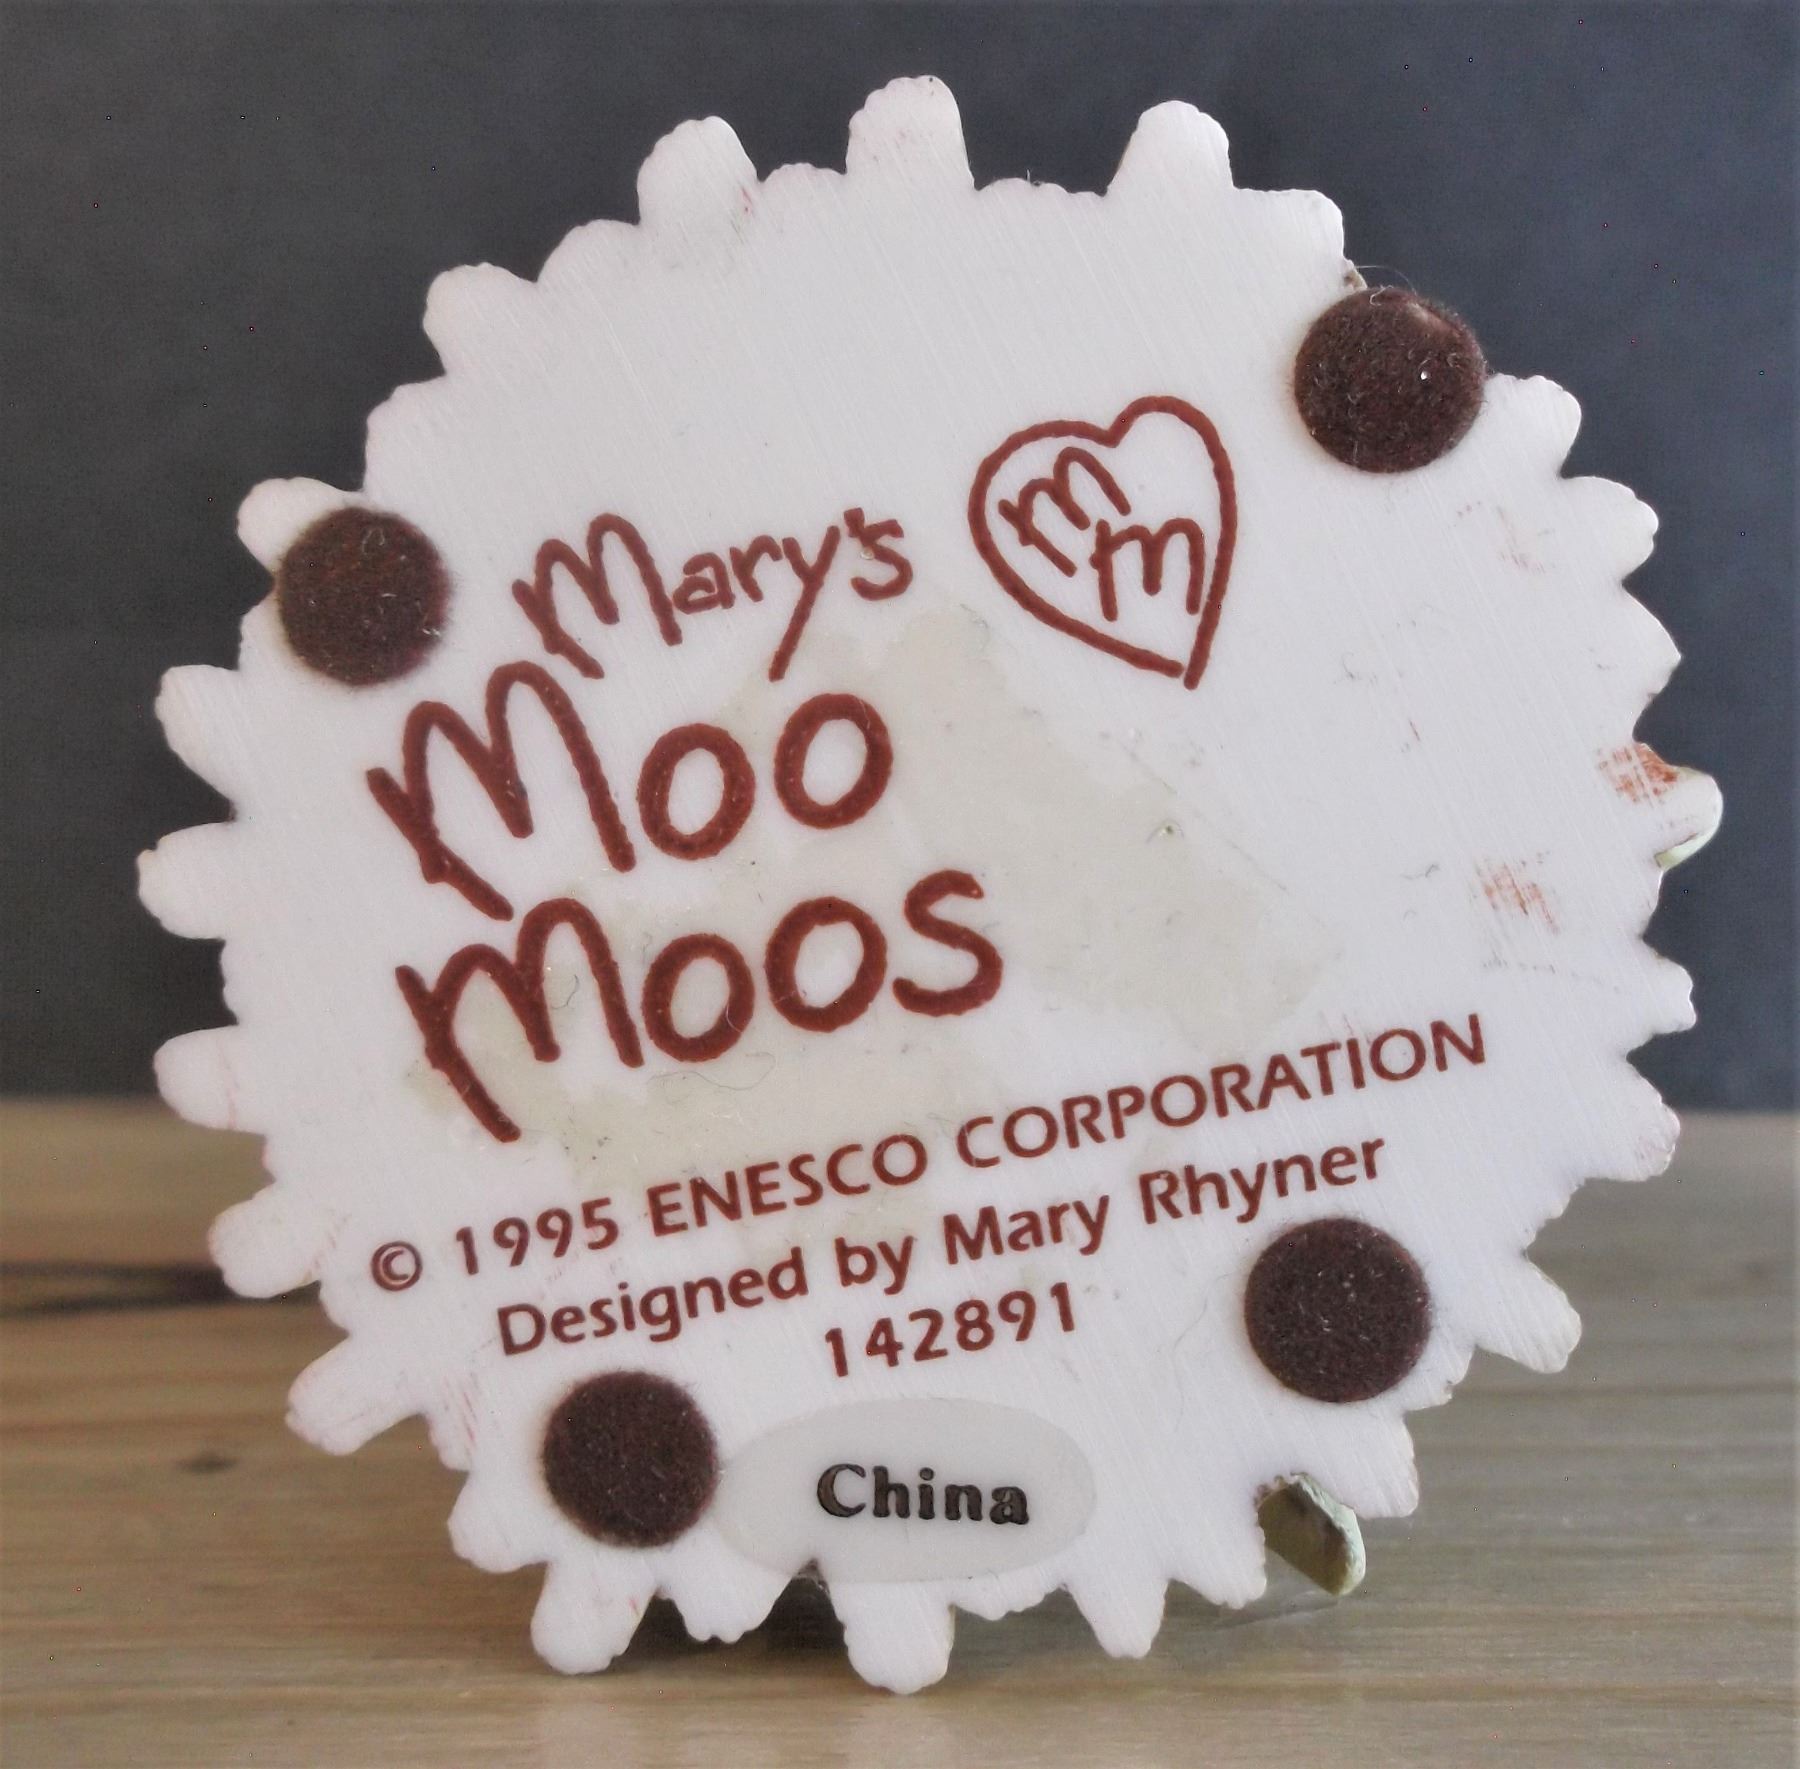 Mary's
MM
Moo
Moos
© 1995 ENESCO CORPORATION
Designed by Mary Rhyner
142891
China